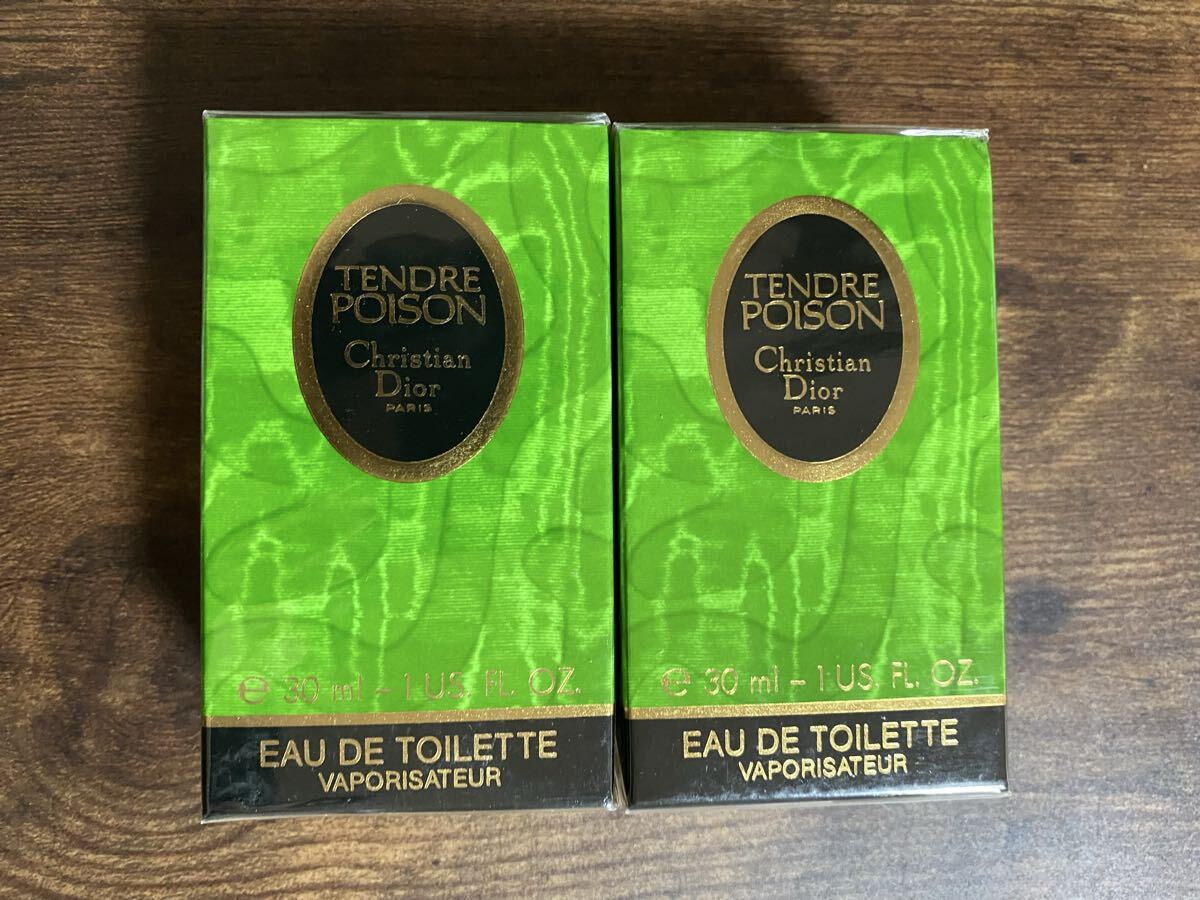 TENDRE
POISON
Christian
Dior
PARIS
℮ 30 ml - 1 US. FL. OZ.
EAU DE TOILETTE
VAPORISATEUR
TENDRE
POISON
Christian
Dior
PARIS
℮ 30 ml - 1 US. FL. OZ.
EAU DE TOILETTE
VAPORISATEUR